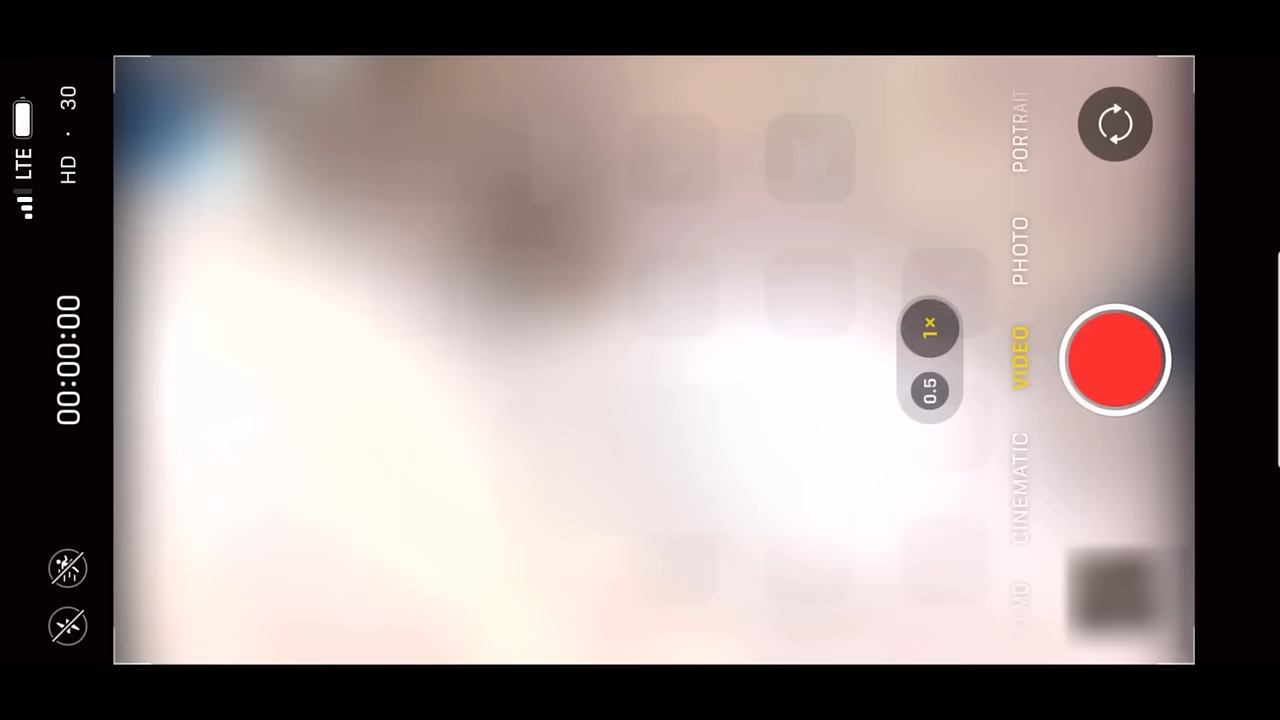 LTE
HD · 30
00:00:00
1×
0.5
PORTRAIT
PHOTO
VIDEO
CINEMATIC